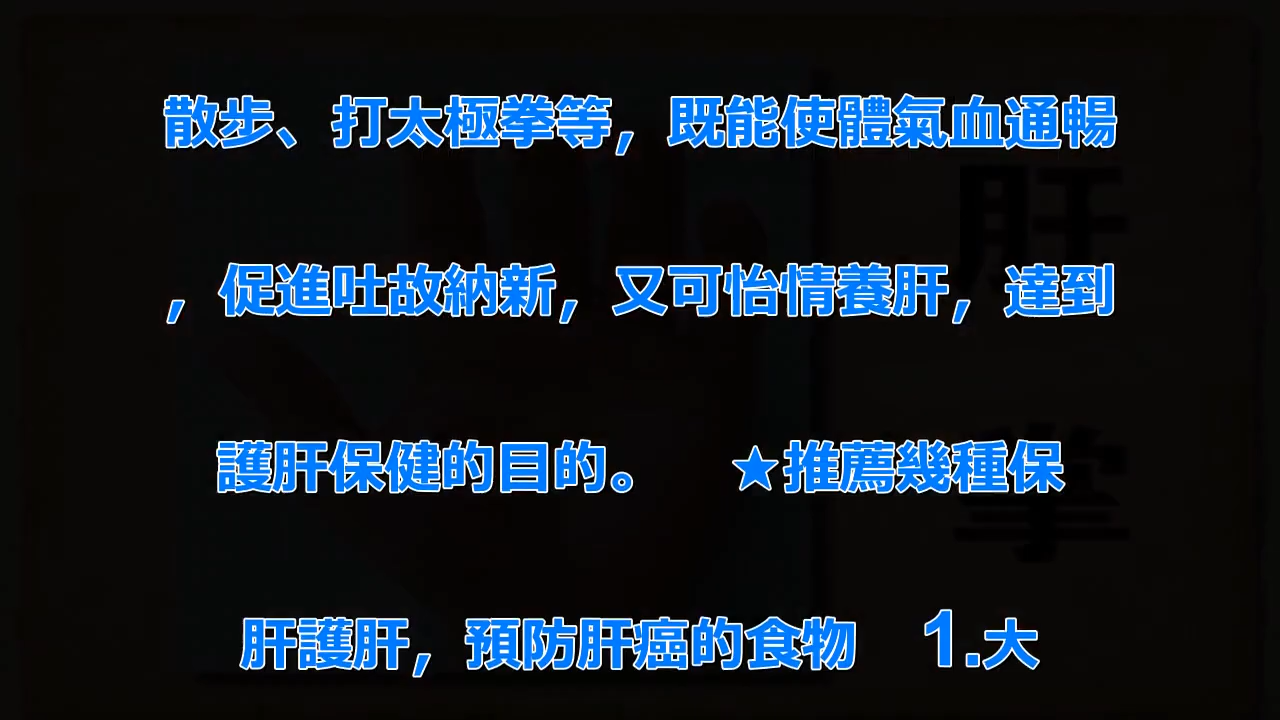 散步、打太極拳等，既能使體氣血通暢
，促進吐故納新，又可怡情養肝，達到
護肝保健的目的。　★推薦幾種保
肝護肝，預防肝癌的食物　1.大
肝
掌